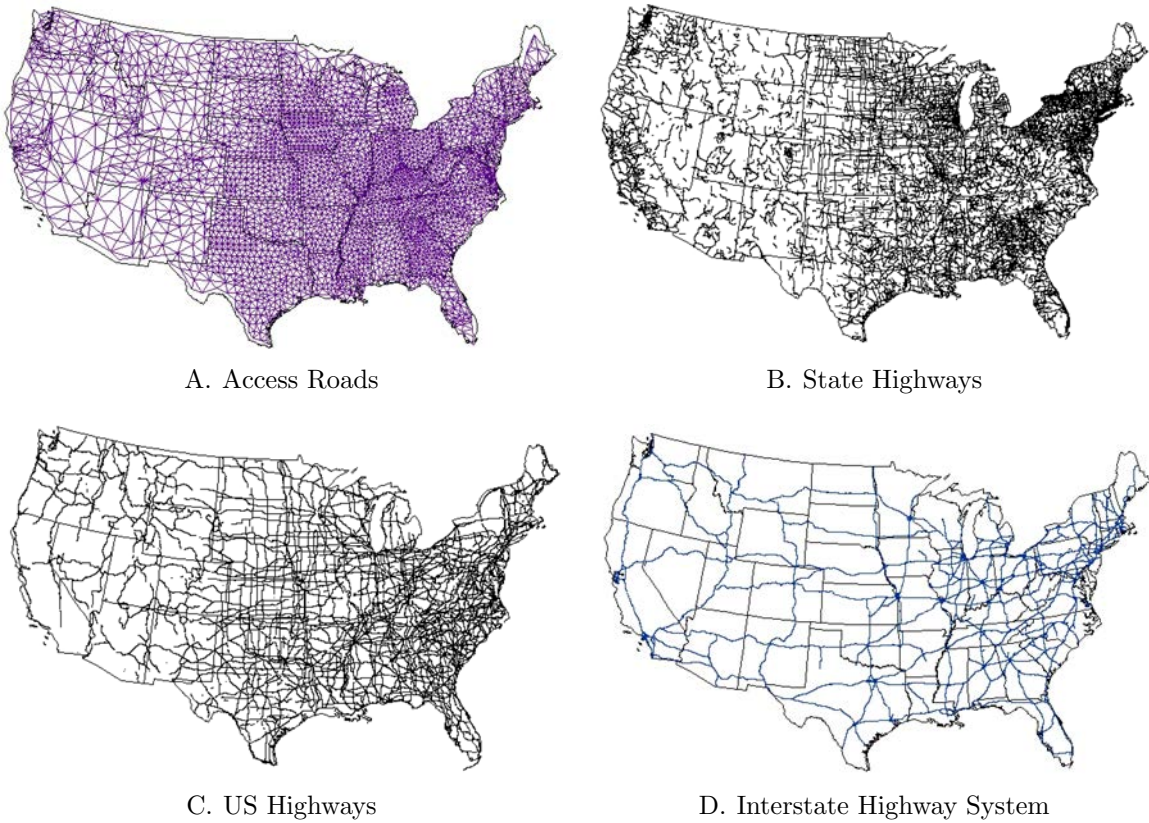 A. Access Roads
B. State Highways
C. US Highways
D. Interstate Highway System